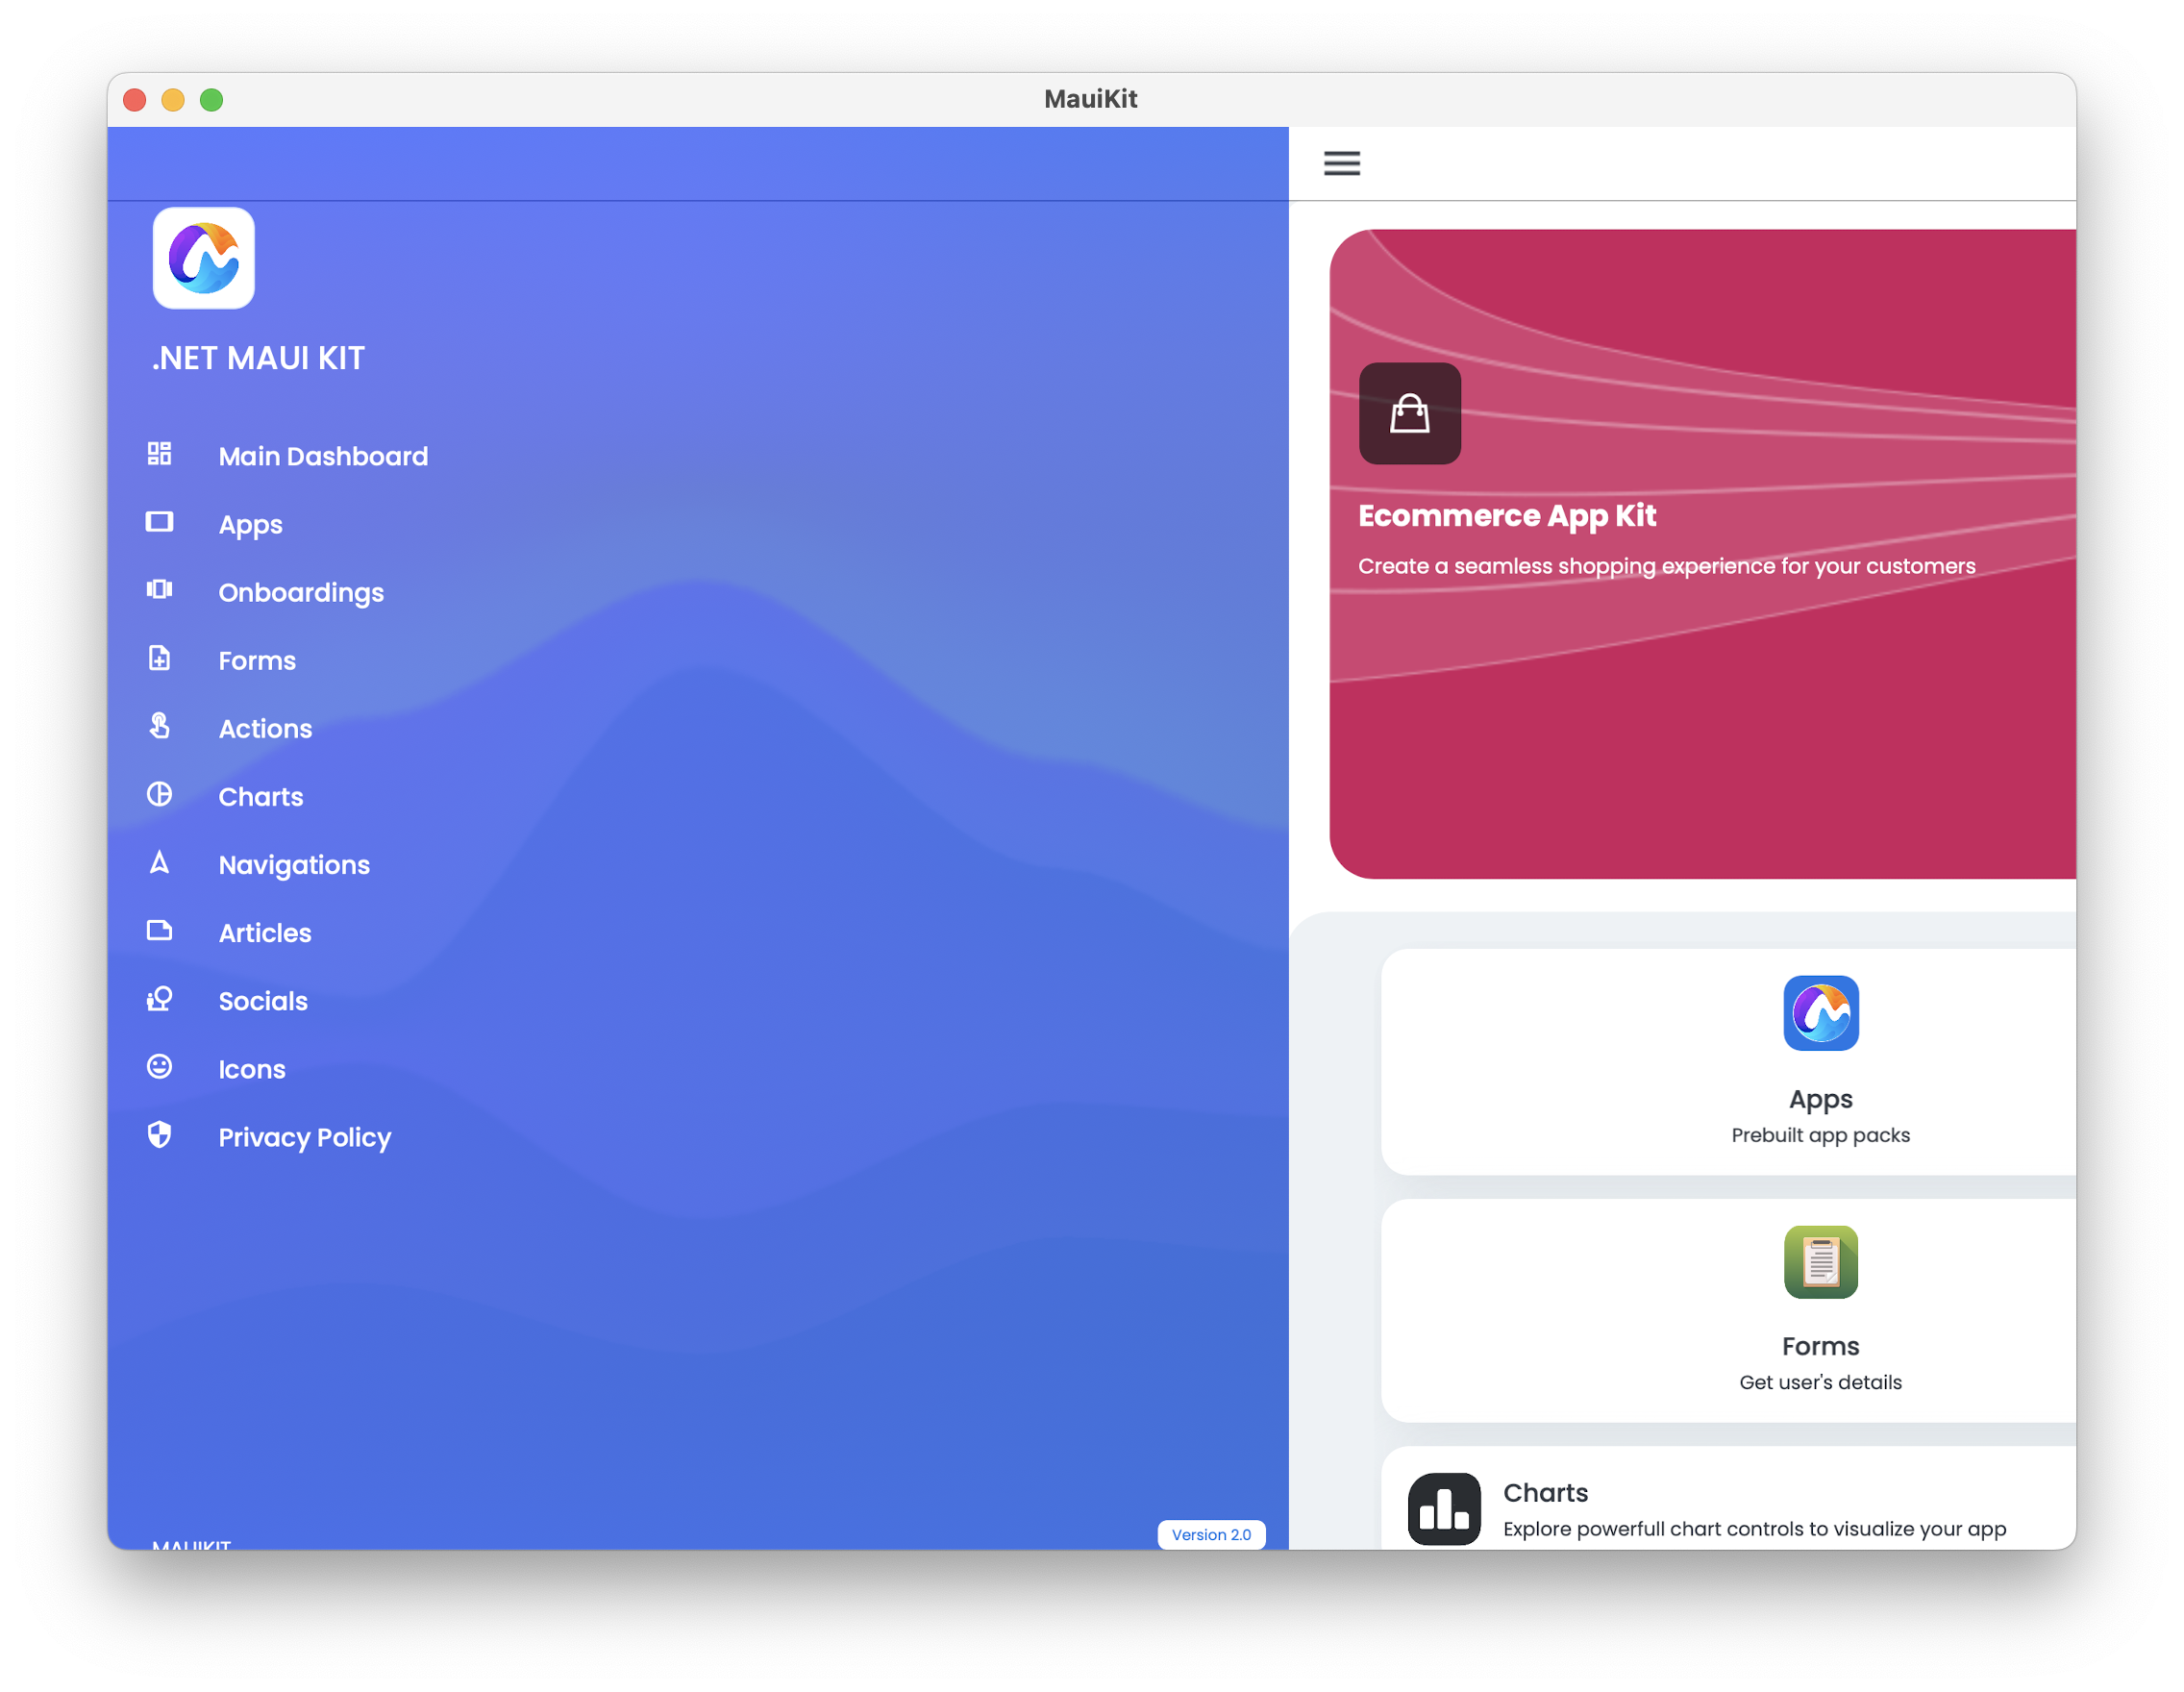 MauiKit
.NET MAUI KIT
Main Dashboard
Apps
Onboardings
Forms
Actions
Charts
Navigations
Articles
Socials
Icons
Privacy Policy
MAUIKIT
Version 2.0
Ecommerce App Kit
Create a seamless shopping experience for your customers
Apps
Prebuilt app packs
Forms
Get user's details
Charts
Explore powerfull chart controls to visualize your app